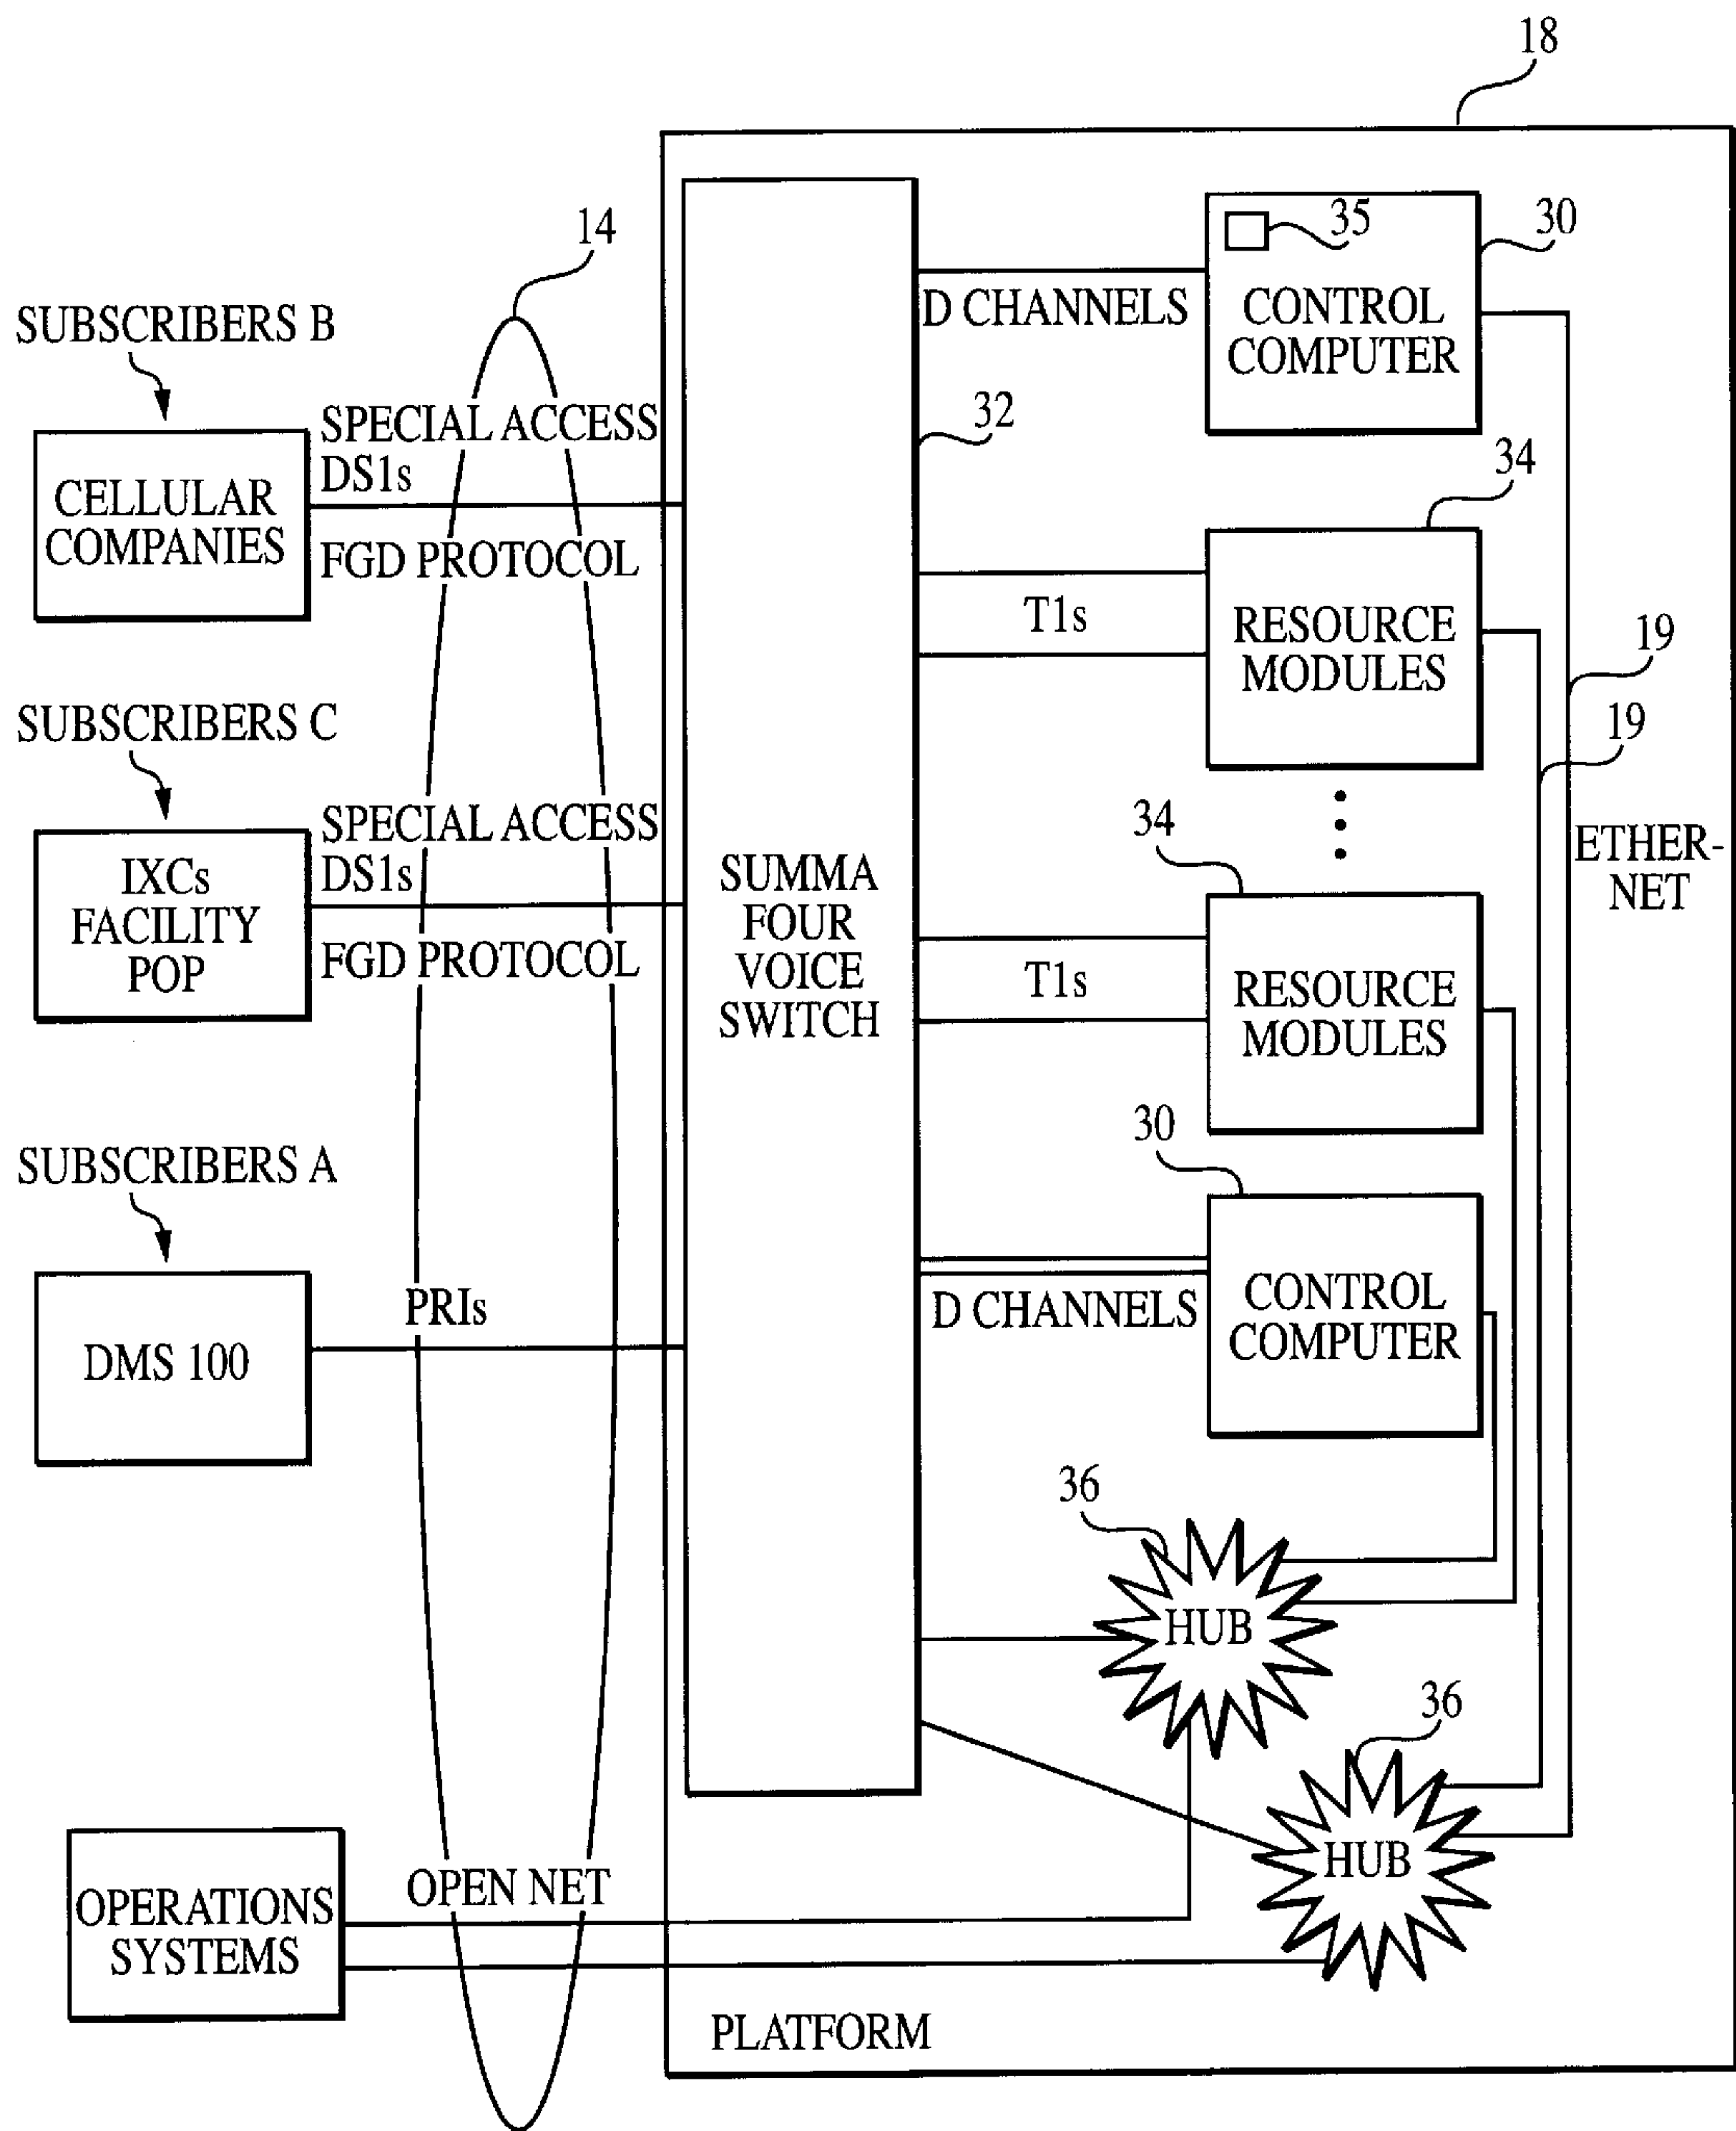 18
14
35
30
SUBSCRIBERS B
D CHANNELS
CONTROL
COMPUTER
SPECIAL ACCESS
DS1s
32
34
CELLULAR
COMPANIES
FGD PROTOCOL
T1s
RESOURCE
MODULES
19
SUBSCRIBERS C
19
SPECIAL ACCESS
DS1s
34
ETHER-
NET
IXCs
FACILITY
POP
SUMMA
FOUR
VOICE
SWITCH
FGD PROTOCOL
T1s
RESOURCE
MODULES
30
SUBSCRIBERS A
PRIs
D CHANNELS
CONTROL
COMPUTER
DMS 100
36
HUB
36
HUB
OPEN NET
OPERATIONS
SYSTEMS
PLATFORM